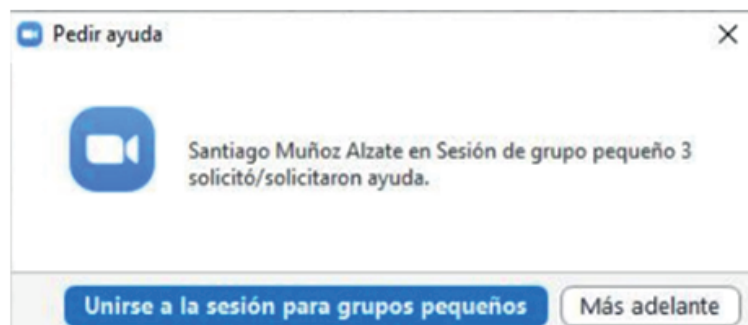 Pedir ayuda
Santiago Muñoz Alzate en Sesión de grupo pequeño 3
solicitó/solicitaron ayuda.
Unirse a la sesión para grupos pequeños
Más adelante